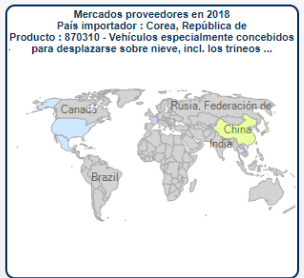 Mercados proveedores en 2018
País importador : Corea, República de
Producto : 870310 - Vehículos especialmente concebidos
para desplazarse sobre nieve, incl. los trineos ...
Canadá
Rusia, Federación de
China
India
Brazil